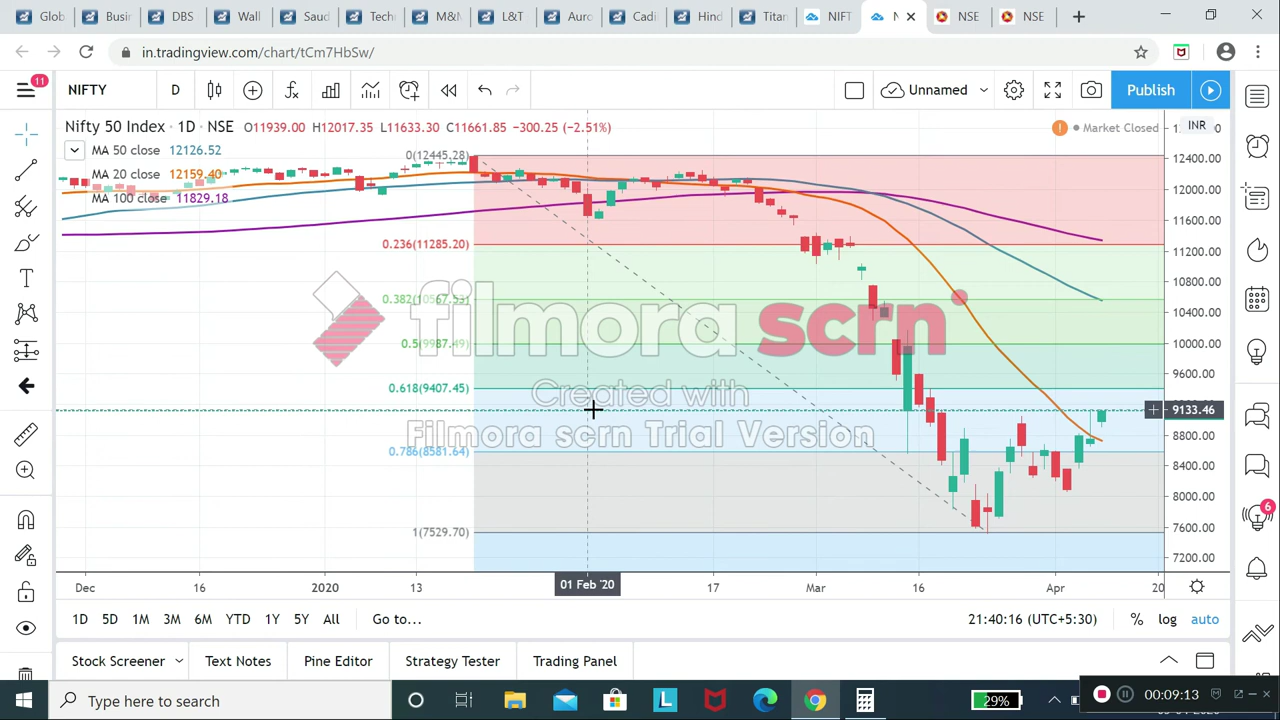 Glob
Busir
DBS
Wall
Saud
Tech
M&M
L&T
Auro
Cadi
Hind
Titan
NIFT
N
NSE
NSE
in.tradingview.com/chart/tCm7HbSw/
11
NIFTY
D
Unnamed
Publish
Nifty 50 Index · 1D · NSE O11939.00 H12017.35 L11633.30 C11661.85 −300.25 (−2.51%)
Market Closed
INR
MA 50 close 12126.52
MA 20 close 12159.40
MA 100 close 11829.18
0(12445.28)
0.236(11285.20)
0.382(10567.53)
0.5(9987.49)
0.618(9407.45)
0.786(8581.64)
1(7529.70)
filmora scrn
Created with
Filmora scrn Trial Version
12400.00
12000.00
11600.00
11200.00
10800.00
10400.00
10000.00
9600.00
9133.46
8800.00
8400.00
8000.00
7600.00
7200.00
Dec
16
2020
13
01 Feb '20
17
Mar
16
Apr
20
1D 5D 1M 3M 6M YTD 1Y 5Y All Go to...
21:40:16 (UTC+5:30) % log auto
6
Stock Screener Text Notes Pine Editor Strategy Tester Trading Panel
Type here to search
29%
00:09:13